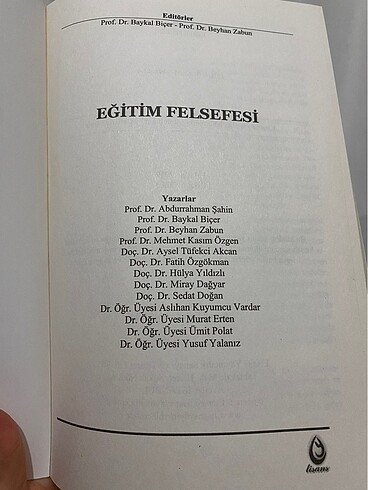 Editörler
Prof. Dr. Baykal Biçer - Prof. Dr. Beyhan Zabun
EĞİTİM FELSEFESİ
Yazarlar
Prof. Dr. Abdurrahman Şahin
Prof. Dr. Baykal Biçer
Prof. Dr. Beyhan Zabun
Prof. Dr. Mehmet Kasım Özgen
Doç. Dr. Aysel Tüfekci Akcan
Doç. Dr. Fatih Özgökman
Doç. Dr. Hülya Yıldızlı
Doç. Dr. Miray Dağyar
Doç. Dr. Sedat Doğan
Dr. Öğr. Üyesi Aslıhan Kuyumcu Vardar
Dr. Öğr. Üyesi Murat Erten
Dr. Öğr. Üyesi Ümit Polat
Dr. Öğr. Üyesi Yusuf Yalanız
lisans